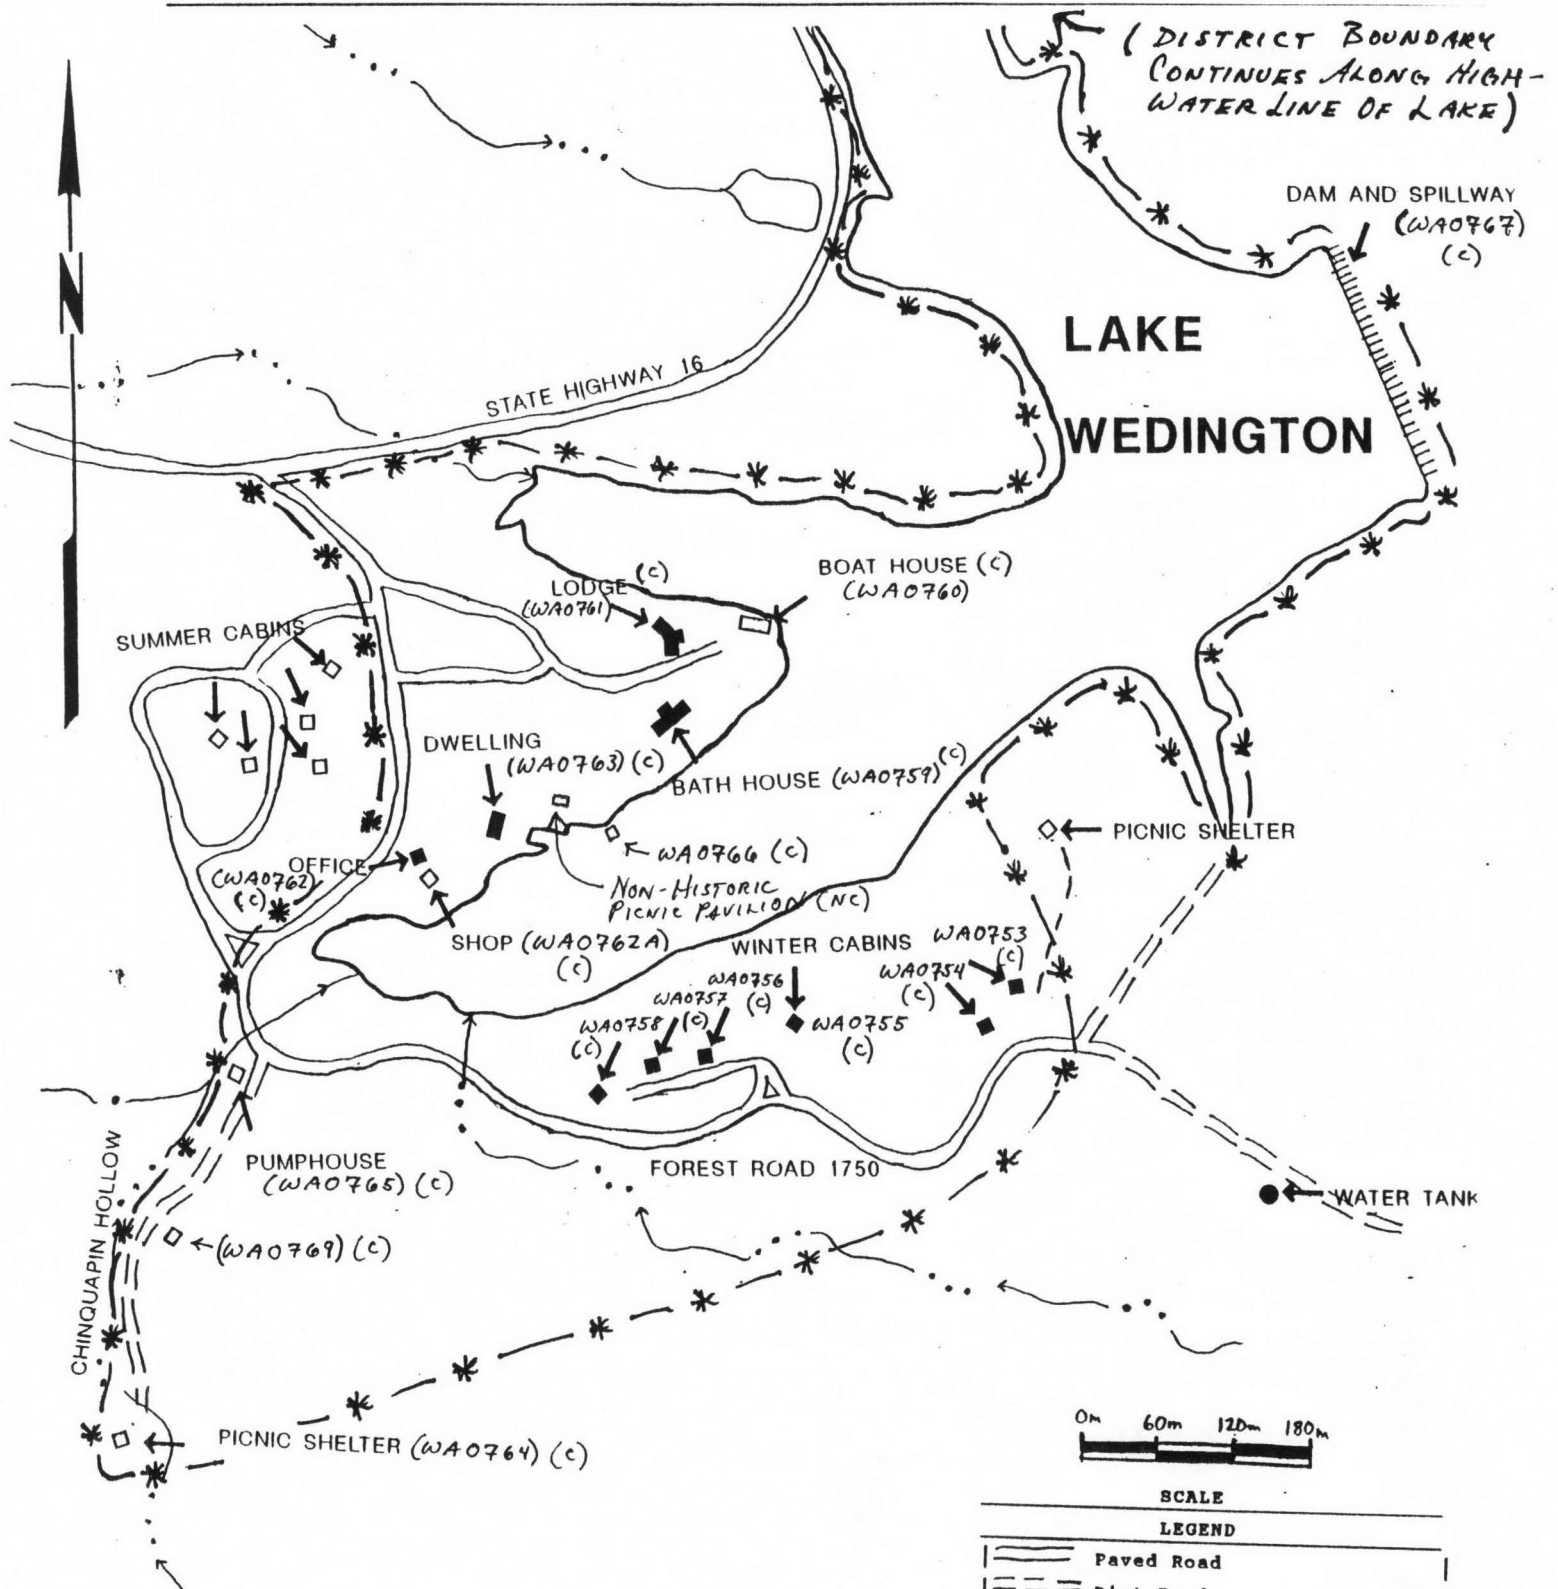 ( DISTRICT BOUNDARY
CONTINUES ALONG HIGH-
WATER LINE OF LAKE)
DAM AND SPILLWAY
(WA0767)
(C)
N
LAKE
WEDINGTON
STATE HIGHWAY 16
BOAT HOUSE (C)
(WA0760)
LODGE (C)
(WA0761)
SUMMER CABINS
DWELLING
(WA0763) (C)
BATH HOUSE (WA0759) (C)
PICNIC SHELTER
WA0766 (C)
OFFICE
(WA0762)
(C)
NON-HISTORIC
PICNIC PAVILION (NC)
SHOP (WA0762A)
(C)
WINTER CABINS
WA0753
(C)
WA0754
(C)
WA0756
(C)
WA0757
(C)
WA0755
(C)
WA0758
(C)
PUMPHOUSE
(WA0765) (C)
FOREST ROAD 1750
WATER TANK
CHINQUAPIN HOLLOW
(WA0769) (C)
PICNIC SHELTER (WA0764) (C)
0m 60m 120m 180m
SCALE
LEGEND
Paved Road